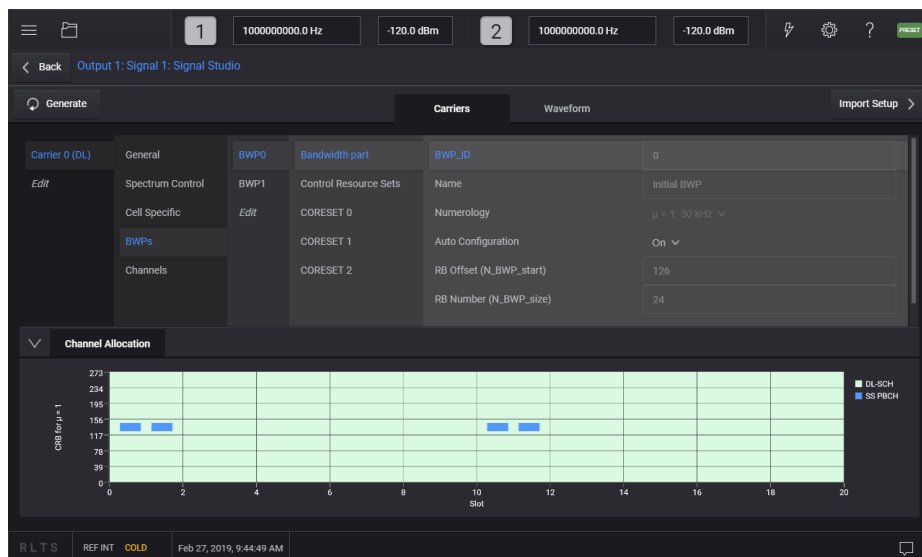 1 1000000000.0 Hz -120.0 dBm 2 1000000000.0 Hz -120.0 dBm ? PRESET
Back Output 1: Signal 1: Signal Studio
Generate Carriers Waveform Import Setup
Carrier 0 (DL) General BWP0 Bandwidth part BWP_ID 0
Edit Spectrum Control BWP1 Control Resource Sets Name Initial BWP
Cell Specific Edit CORESET 0 Numerology μ = 1: 30 kHz
BWPs CORESET 1 Auto Configuration On
Channels CORESET 2 RB Offset (N_BWP_start) 126
RB Number (N_BWP_size) 24
Channel Allocation
CRB for μ = 1
273
234
195
156
117
78
39
0
0 2 4 6 8 10 12 14 16 18 20
Slot
DL-SCH
SS PBCH
RLTS REF INT COLD Feb 27, 2019, 9:44:49 AM